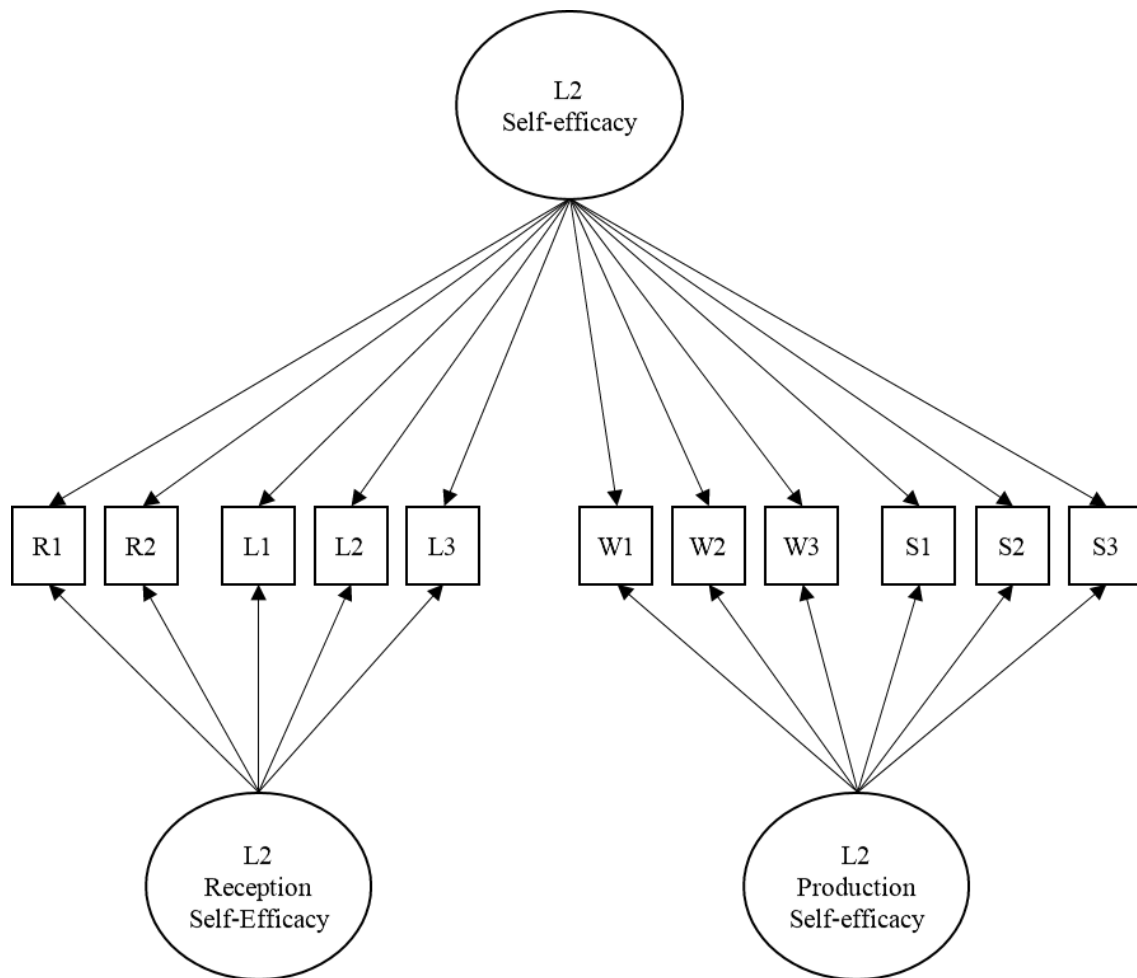 L2
Self-efficacy
R1 R2 L1 L2 L3 W1 W2 W3 S1 S2 S3
L2
Reception
Self-Efficacy
L2
Production
Self-efficacy